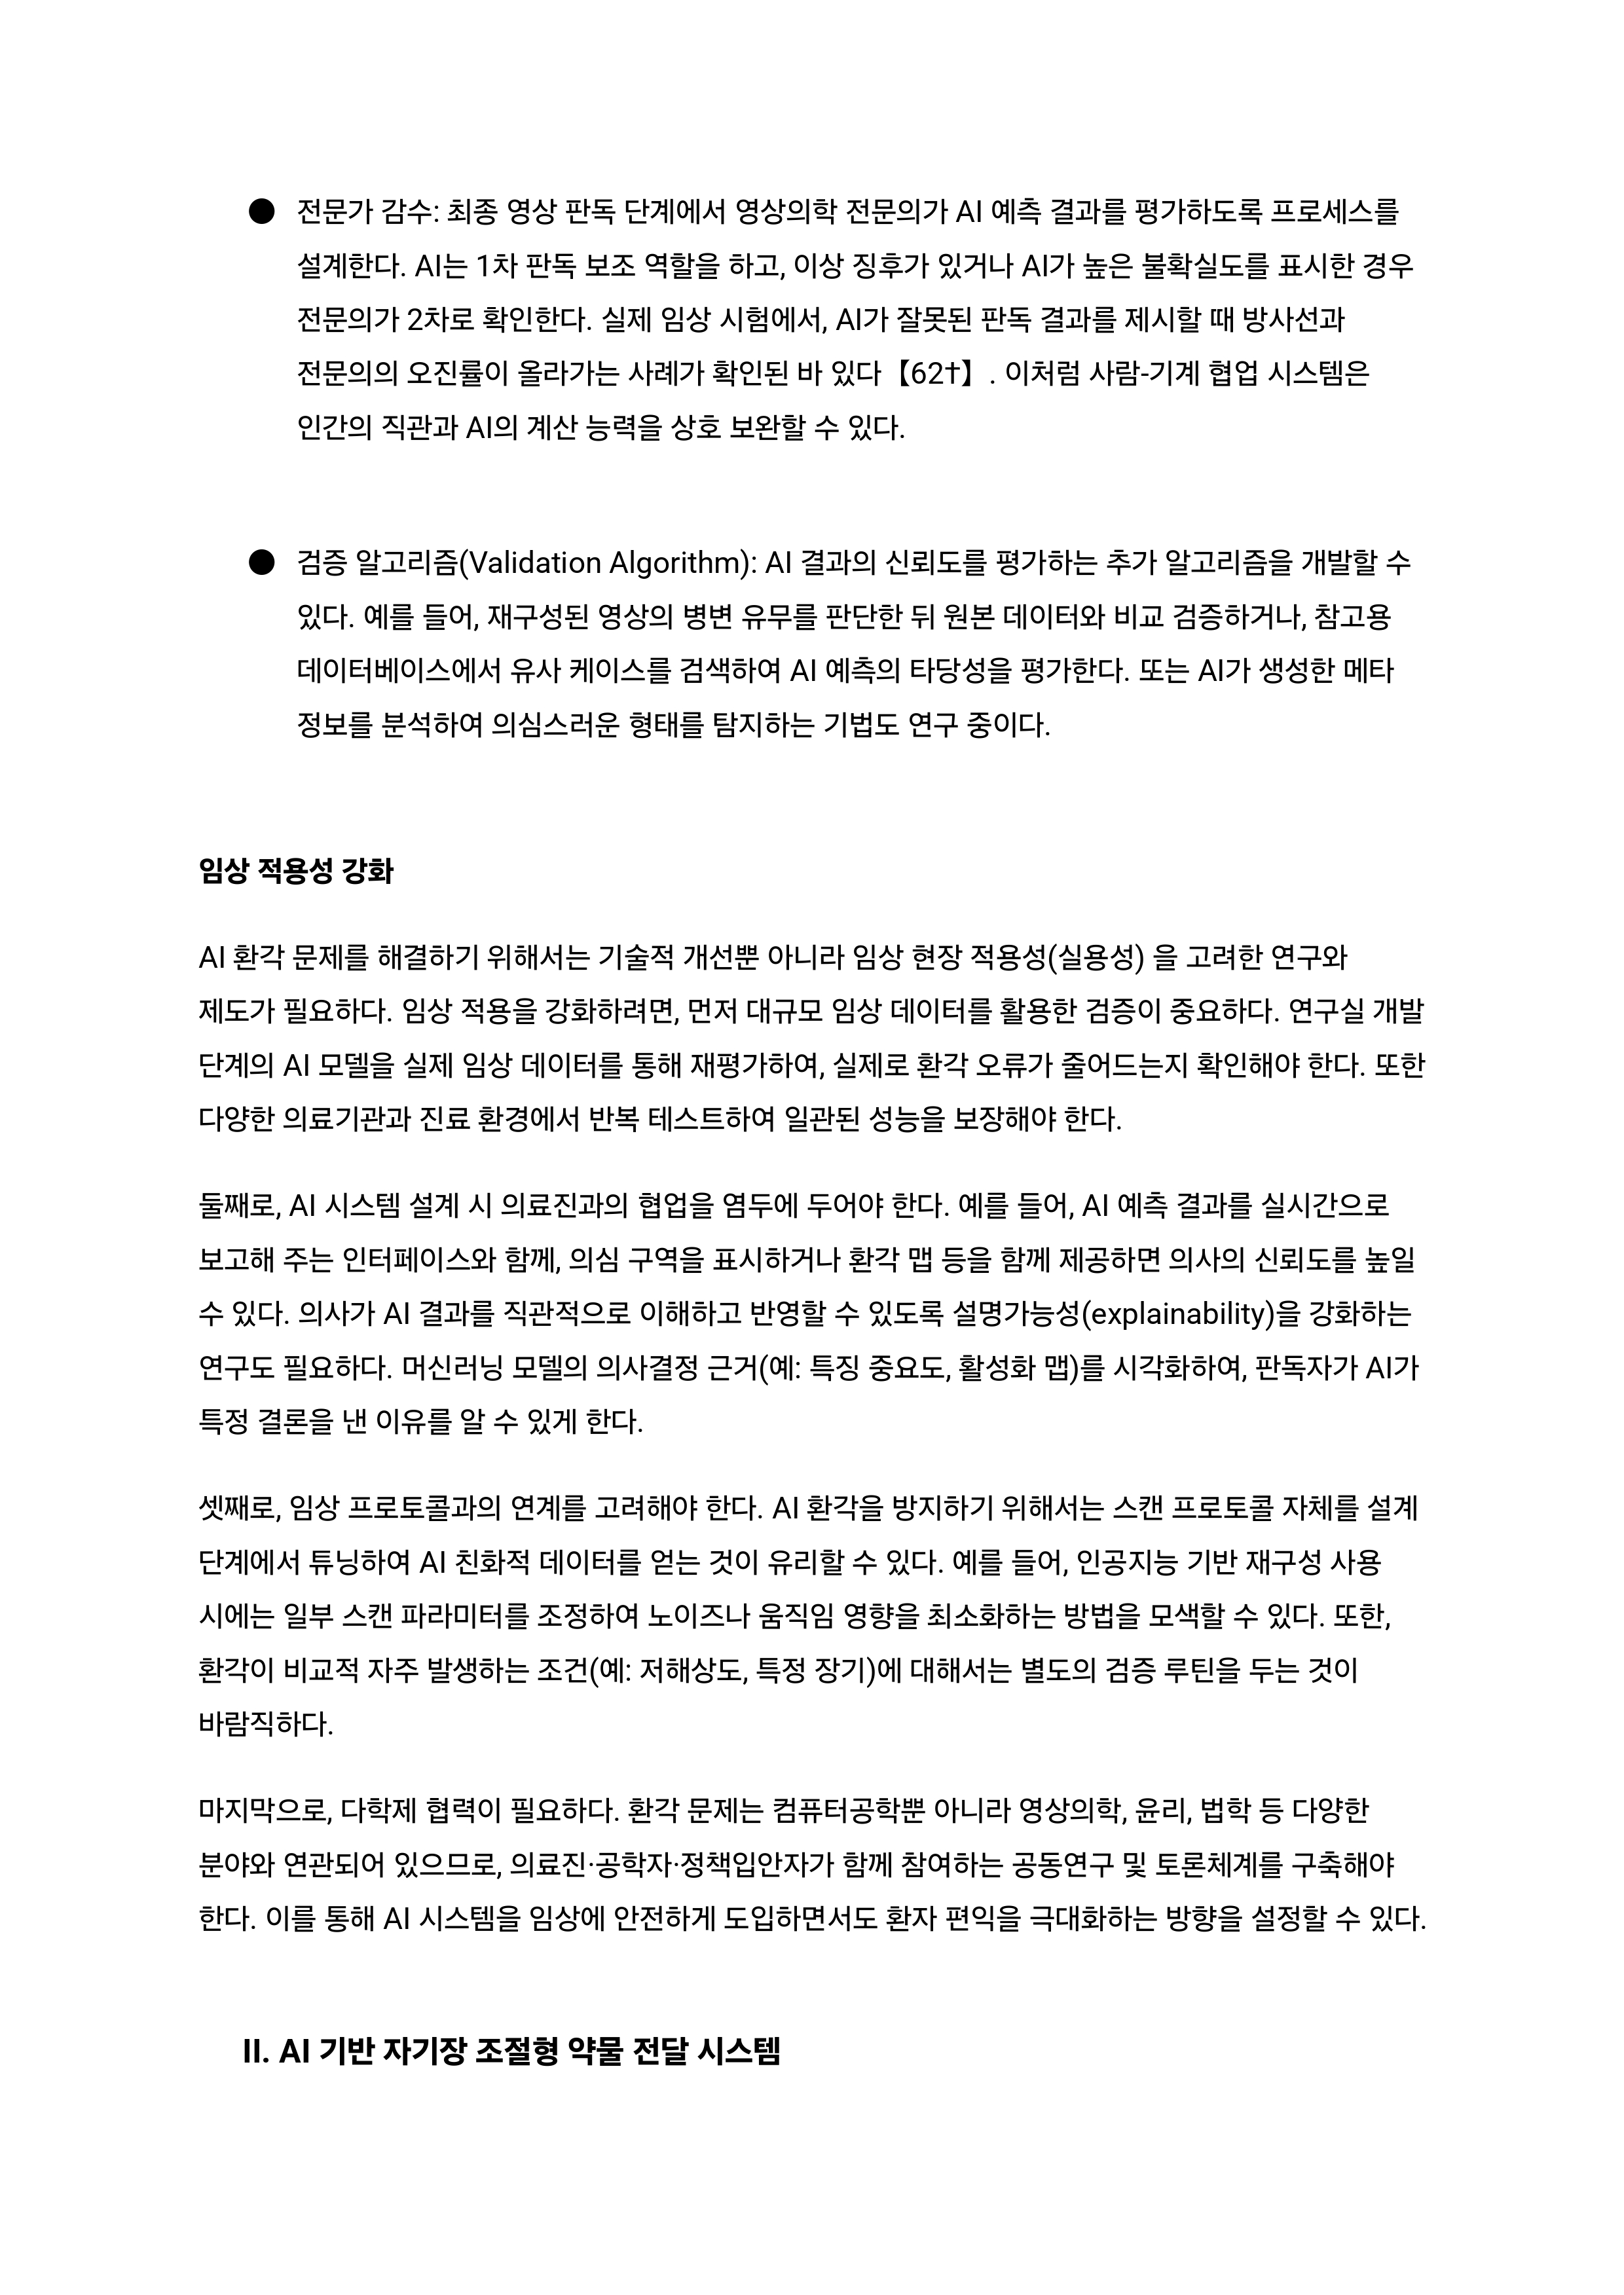 ● 전문가 감수: 최종 영상 판독 단계에서 영상의학 전문의가 AI 예측 결과를 평가하도록 프로세스를
설계한다. AI는 1차 판독 보조 역할을 하고, 이상 징후가 있거나 AI가 높은 불확실도를 표시한 경우
전문의가 2차로 확인한다. 실제 임상 시험에서, AI가 잘못된 판독 결과를 제시할 때 방사선과
전문의의 오진률이 올라가는 사례가 확인된 바 있다【62†】. 이처럼 사람-기계 협업 시스템은
인간의 직관과 AI의 계산 능력을 상호 보완할 수 있다.
● 검증 알고리즘(Validation Algorithm): AI 결과의 신뢰도를 평가하는 추가 알고리즘을 개발할 수
있다. 예를 들어, 재구성된 영상의 병변 유무를 판단한 뒤 원본 데이터와 비교 검증하거나, 참고용
데이터베이스에서 유사 케이스를 검색하여 AI 예측의 타당성을 평가한다. 또는 AI가 생성한 메타
정보를 분석하여 의심스러운 형태를 탐지하는 기법도 연구 중이다.
임상 적용성 강화
AI 환각 문제를 해결하기 위해서는 기술적 개선뿐 아니라 임상 현장 적용성(실용성) 을 고려한 연구와
제도가 필요하다. 임상 적용을 강화하려면, 먼저 대규모 임상 데이터를 활용한 검증이 중요하다. 연구실 개발
단계의 AI 모델을 실제 임상 데이터를 통해 재평가하여, 실제로 환각 오류가 줄어드는지 확인해야 한다. 또한
다양한 의료기관과 진료 환경에서 반복 테스트하여 일관된 성능을 보장해야 한다.
둘째로, AI 시스템 설계 시 의료진과의 협업을 염두에 두어야 한다. 예를 들어, AI 예측 결과를 실시간으로
보고해 주는 인터페이스와 함께, 의심 구역을 표시하거나 환각 맵 등을 함께 제공하면 의사의 신뢰도를 높일
수 있다. 의사가 AI 결과를 직관적으로 이해하고 반영할 수 있도록 설명가능성(explainability)을 강화하는
연구도 필요하다. 머신러닝 모델의 의사결정 근거(예: 특징 중요도, 활성화 맵)를 시각화하여, 판독자가 AI가
특정 결론을 낸 이유를 알 수 있게 한다.
셋째로, 임상 프로토콜과의 연계를 고려해야 한다. AI 환각을 방지하기 위해서는 스캔 프로토콜 자체를 설계
단계에서 튜닝하여 AI 친화적 데이터를 얻는 것이 유리할 수 있다. 예를 들어, 인공지능 기반 재구성 사용
시에는 일부 스캔 파라미터를 조정하여 노이즈나 움직임 영향을 최소화하는 방법을 모색할 수 있다. 또한,
환각이 비교적 자주 발생하는 조건(예: 저해상도, 특정 장기)에 대해서는 별도의 검증 루틴을 두는 것이
바람직하다.
마지막으로, 다학제 협력이 필요하다. 환각 문제는 컴퓨터공학뿐 아니라 영상의학, 윤리, 법학 등 다양한
분야와 연관되어 있으므로, 의료진·공학자·정책입안자가 함께 참여하는 공동연구 및 토론체계를 구축해야
한다. 이를 통해 AI 시스템을 임상에 안전하게 도입하면서도 환자 편익을 극대화하는 방향을 설정할 수 있다.
II. AI 기반 자기장 조절형 약물 전달 시스템